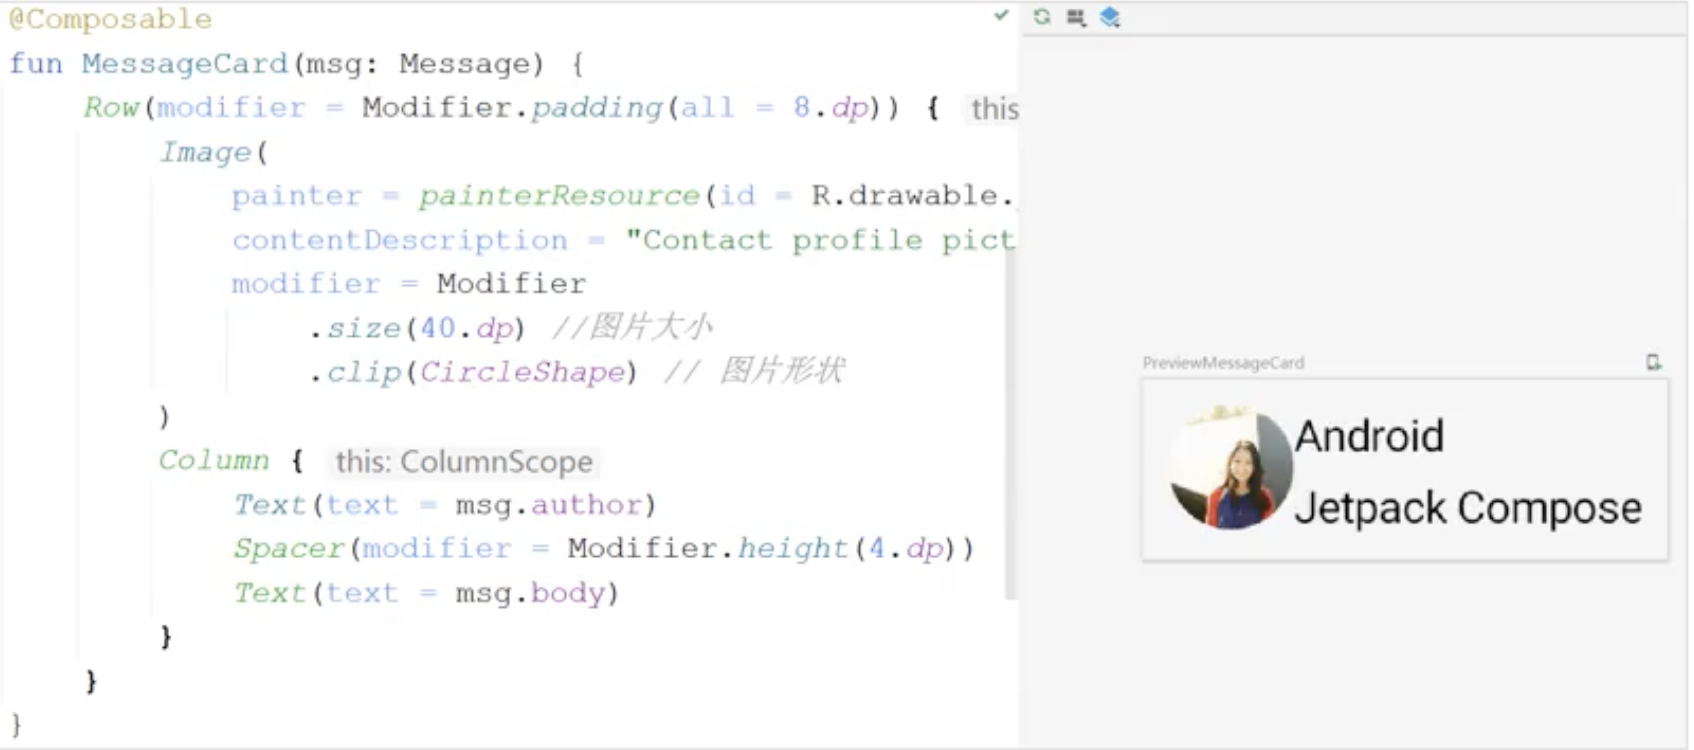 @Composable
fun MessageCard(msg: Message) {
Row(modifier = Modifier.padding(all = 8.dp)) { this
Image(
painter = painterResource(id = R.drawable.
contentDescription = "Contact profile pict
modifier = Modifier
.size(40.dp) //图片大小
.clip(CircleShape) // 图片形状
)
Column { this: ColumnScope
Text(text = msg.author)
Spacer(modifier = Modifier.height(4.dp))
Text(text = msg.body)
}
}
}
PreviewMessageCard
Android
Jetpack Compose